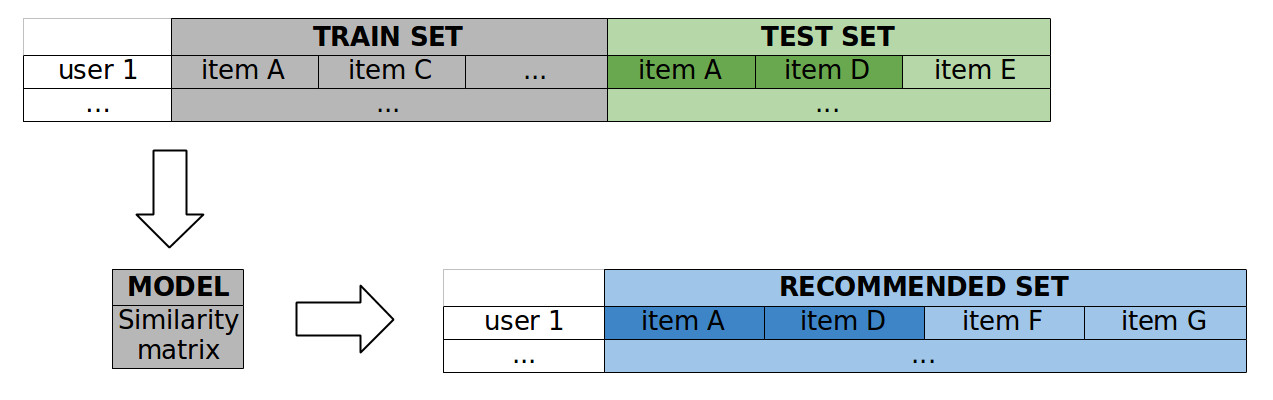 TRAIN SET TEST SET
user 1 item A item C ... item A item D item E
... ... ...
MODEL
Similarity
matrix
RECOMMENDED SET
user 1 item A item D item F item G
... ...